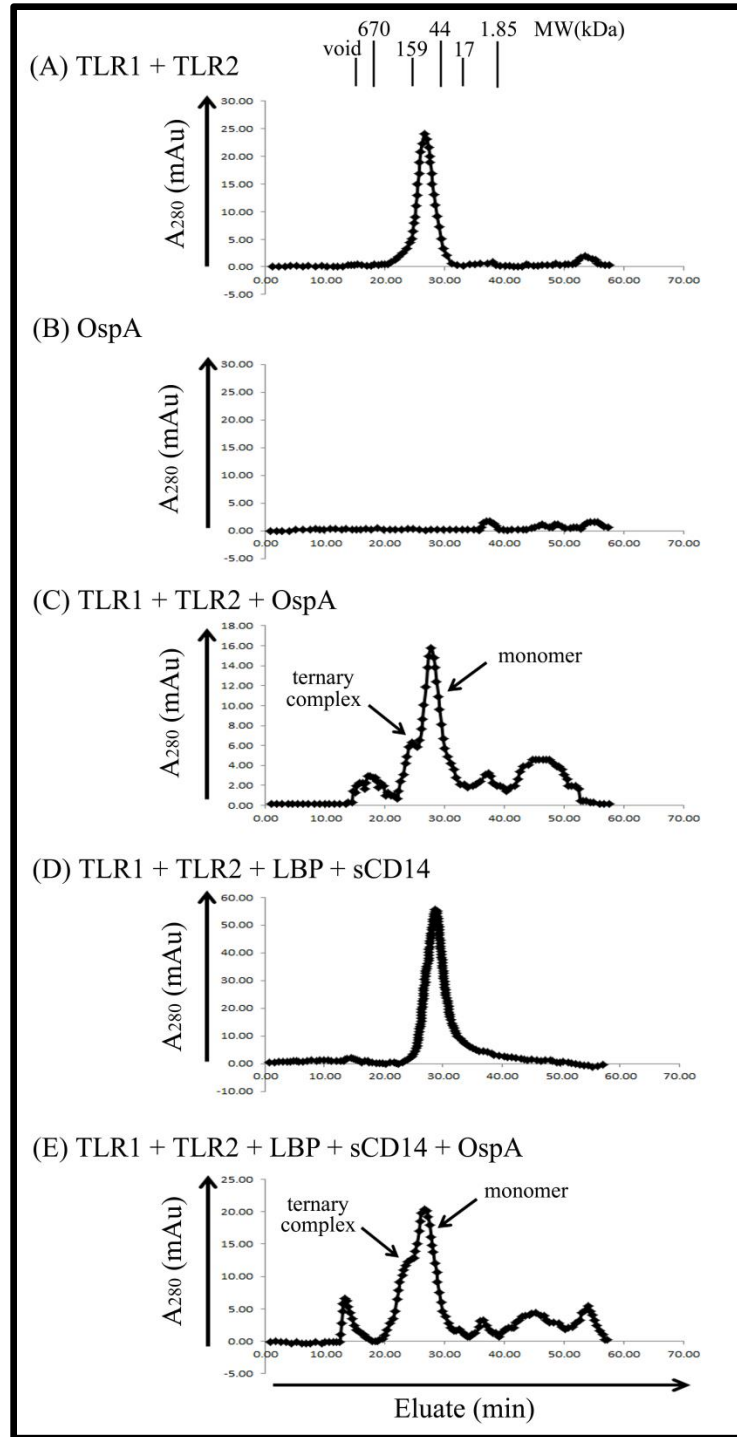 670 44 1.85 MW(kDa)
void 159 17
(A) TLR1 + TLR2
A280 (mAu)
30.00
25.00
20.00
15.00
10.00
5.00
0.00
-5.00
0.00 10.00 20.00 30.00 40.00 50.00 60.00 70.00
(B) OspA
A280 (mAu)
30.00
25.00
20.00
15.00
10.00
5.00
0.00
-5.00
0.00 10.00 20.00 30.00 40.00 50.00 60.00 70.00
(C) TLR1 + TLR2 + OspA
A280 (mAu)
18.00
16.00
14.00
12.00
10.00
8.00
6.00
4.00
2.00
0.00
monomer
ternary
complex
0.00 10.00 20.00 30.00 40.00 50.00 60.00 70.00
(D) TLR1 + TLR2 + LBP + sCD14
A280 (mAu)
60.00
50.00
40.00
30.00
20.00
10.00
0.00
-10.00
0.00 10.00 20.00 30.00 40.00 50.00 60.00 70.00
(E) TLR1 + TLR2 + LBP + sCD14 + OspA
A280 (mAu)
25.00
20.00
15.00
10.00
5.00
0.00
-5.00
monomer
ternary
complex
0.00 10.00 20.00 30.00 40.00 50.00 60.00 70.00
Eluate (min)